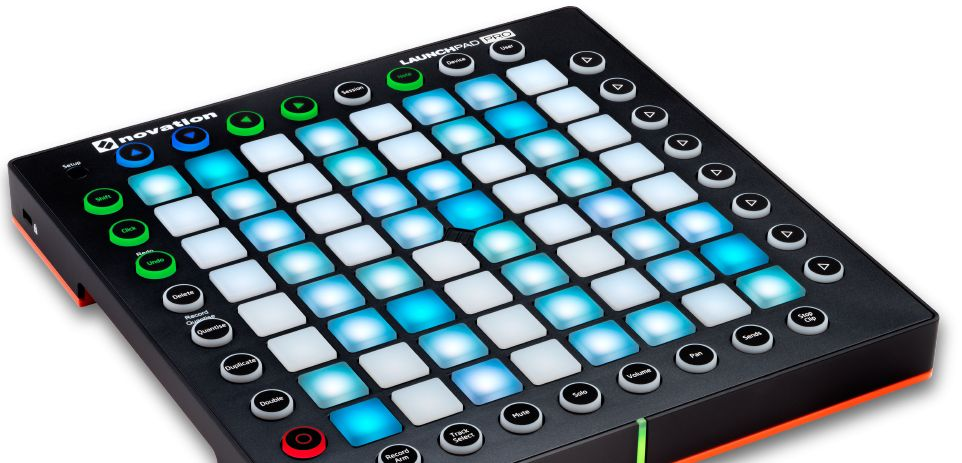 LAUNCHPAD PRO
novation
Setup
Session
Note
Device
User
Shift
Click
Redo
Undo
Delete
Record
Quantise
Quantise
Duplicate
Double
Record
Arm
Track
Select
Mute
Solo
Volume
Pan
Sends
Stop
Clip